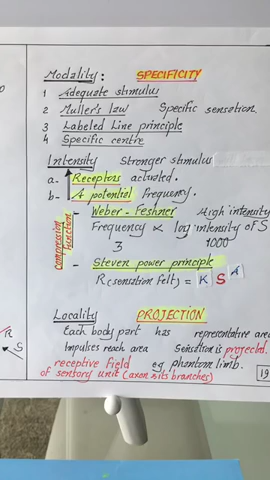 Modality: SPECIFICITY
1 Adequate stimulus
2 Muller's law Specific sensation.
3 Labeled Line principle
4 Specific centre
Intensity Stronger stimulus
a- Receptors activated.
b- A potential frequency.
- Weber-Feshner High intensity
Frequency ∝ log intensity of S
3 1000
Compression function
- Steven power principle
R (sensation felt) = K S A
Locality PROJECTION
Each body part has representative area
R Impulses reach area Sensation is projected.
S receptive field eg phantom limb.
of sensory unit (axon & its branches) 19